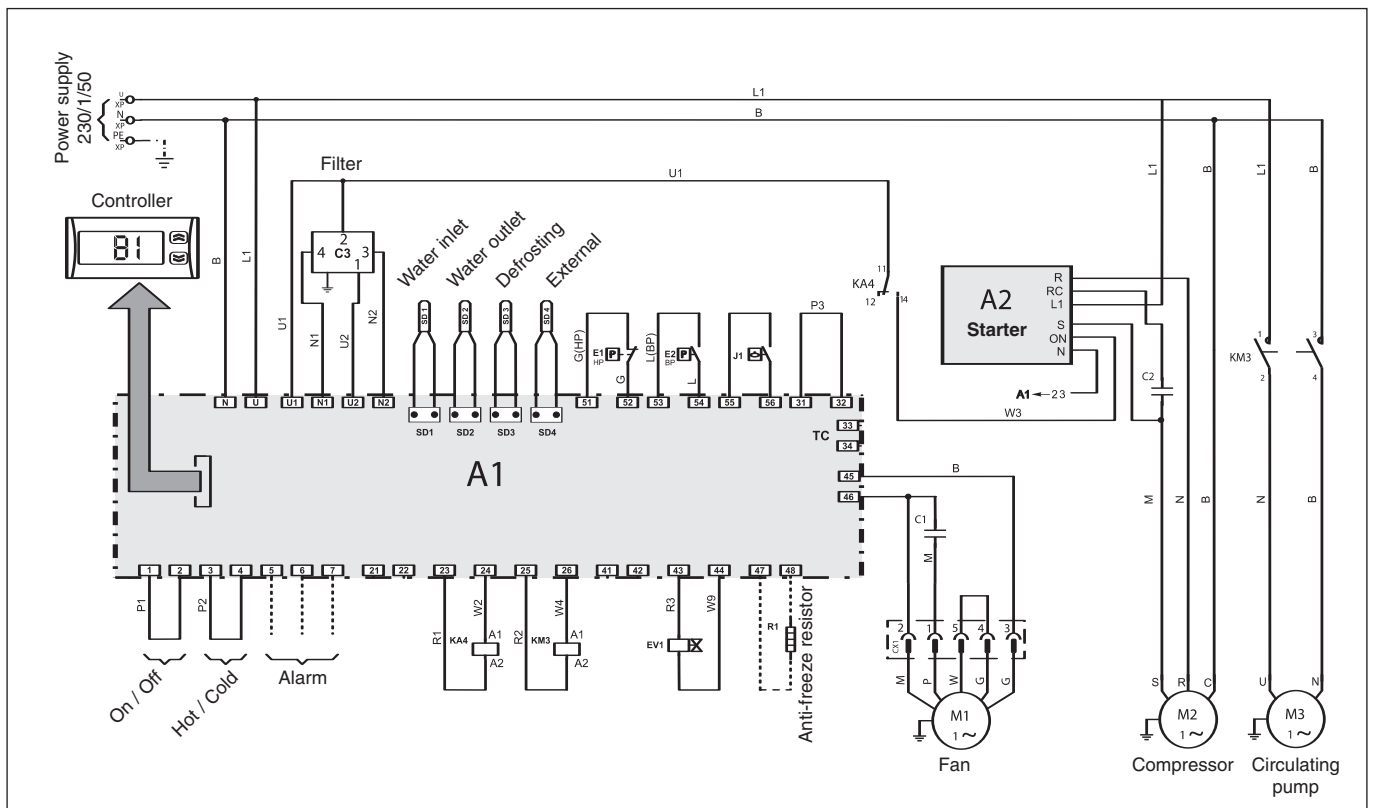 Power supply
230/1/50
U
XP
N
XP
PE
XP
L1
B
Filter
U1
Controller
B1
2
4 C3 3
1
Water inlet
Water outlet
Defrosting
External
B
L1
U1
N1
U2
N2
SD1
SD2
SD3
SD4
G(HP)
E1
HP
P
G
L(BP)
E2
BP
P
L
J1
P3
11
KA4
12
14
A2
Starter
R
RC
L1
S
ON
N
A1 23
W3
C2
L1
B
L1
B
1
3
KM3
2
4
N
U
U1
N1
U2
N2
SD1
SD2
SD3
SD4
51
52
53
54
55
56
31
32
33
TC
34
45
46
A1
B
C1
M
M
N
B
N
B
1
2
3
4
5
6
7
21
22
23
24
25
26
41
42
43
44
47
48
P1
P2
R1
KA4
W2
A1
A2
R2
KM3
W4
A1
A2
R3
EV1
W9
R1
Anti-freeze resistor
On / Off
Hot / Cold
Alarm
2
1
5
4
3
CX1
M
P
W
G
G
M1
1~
Fan
S
R
C
M2
1~
Compressor
U
N
M3
1~
Circulating
pump